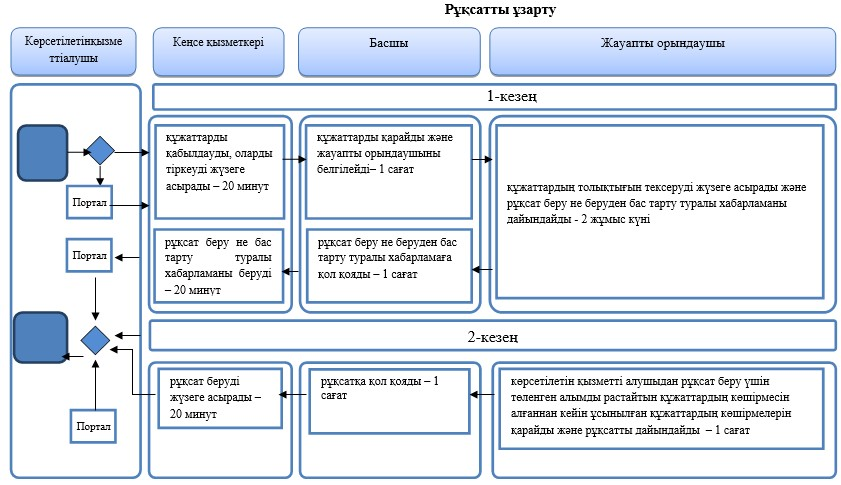 Рұқсатты ұзарту
Көрсетілетінқызме
ттіалушы
Кеңсе қызметкері
Басшы
Жауапты орындаушы
1-кезең
құжаттарды
қабылдауды, оларды
тіркеуді жүзеге
асырады – 20 минут
құжаттарды қарайды және
жауапты орындаушыны
белгілейді– 1 сағат
құжаттардың толықтығын тексеруді жүзеге асырады және
рұқсат беру не беруден бас тарту туралы хабарламаны
дайындайды - 2 жұмыс күні
Портал
Портал
рұқсат беру не бас
тарту туралы
хабарламаны беруді
– 20 минут
рұқсат беру не беруден бас
тарту туралы хабарламаға
қол қояды – 1 сағат
2-кезең
рұқсат беруді
жүзеге асырады –
20 минут
рұқсатқа қол қояды – 1
сағат
көрсетілетін қызметті алушыдан рұқсат беру үшін
төленген алымды растайтын құжаттардың көшірмесін
алғаннан кейін ұсынылған құжаттардың көшірмелерін
қарайды және рұқсатты дайындайды – 1 сағат
Портал